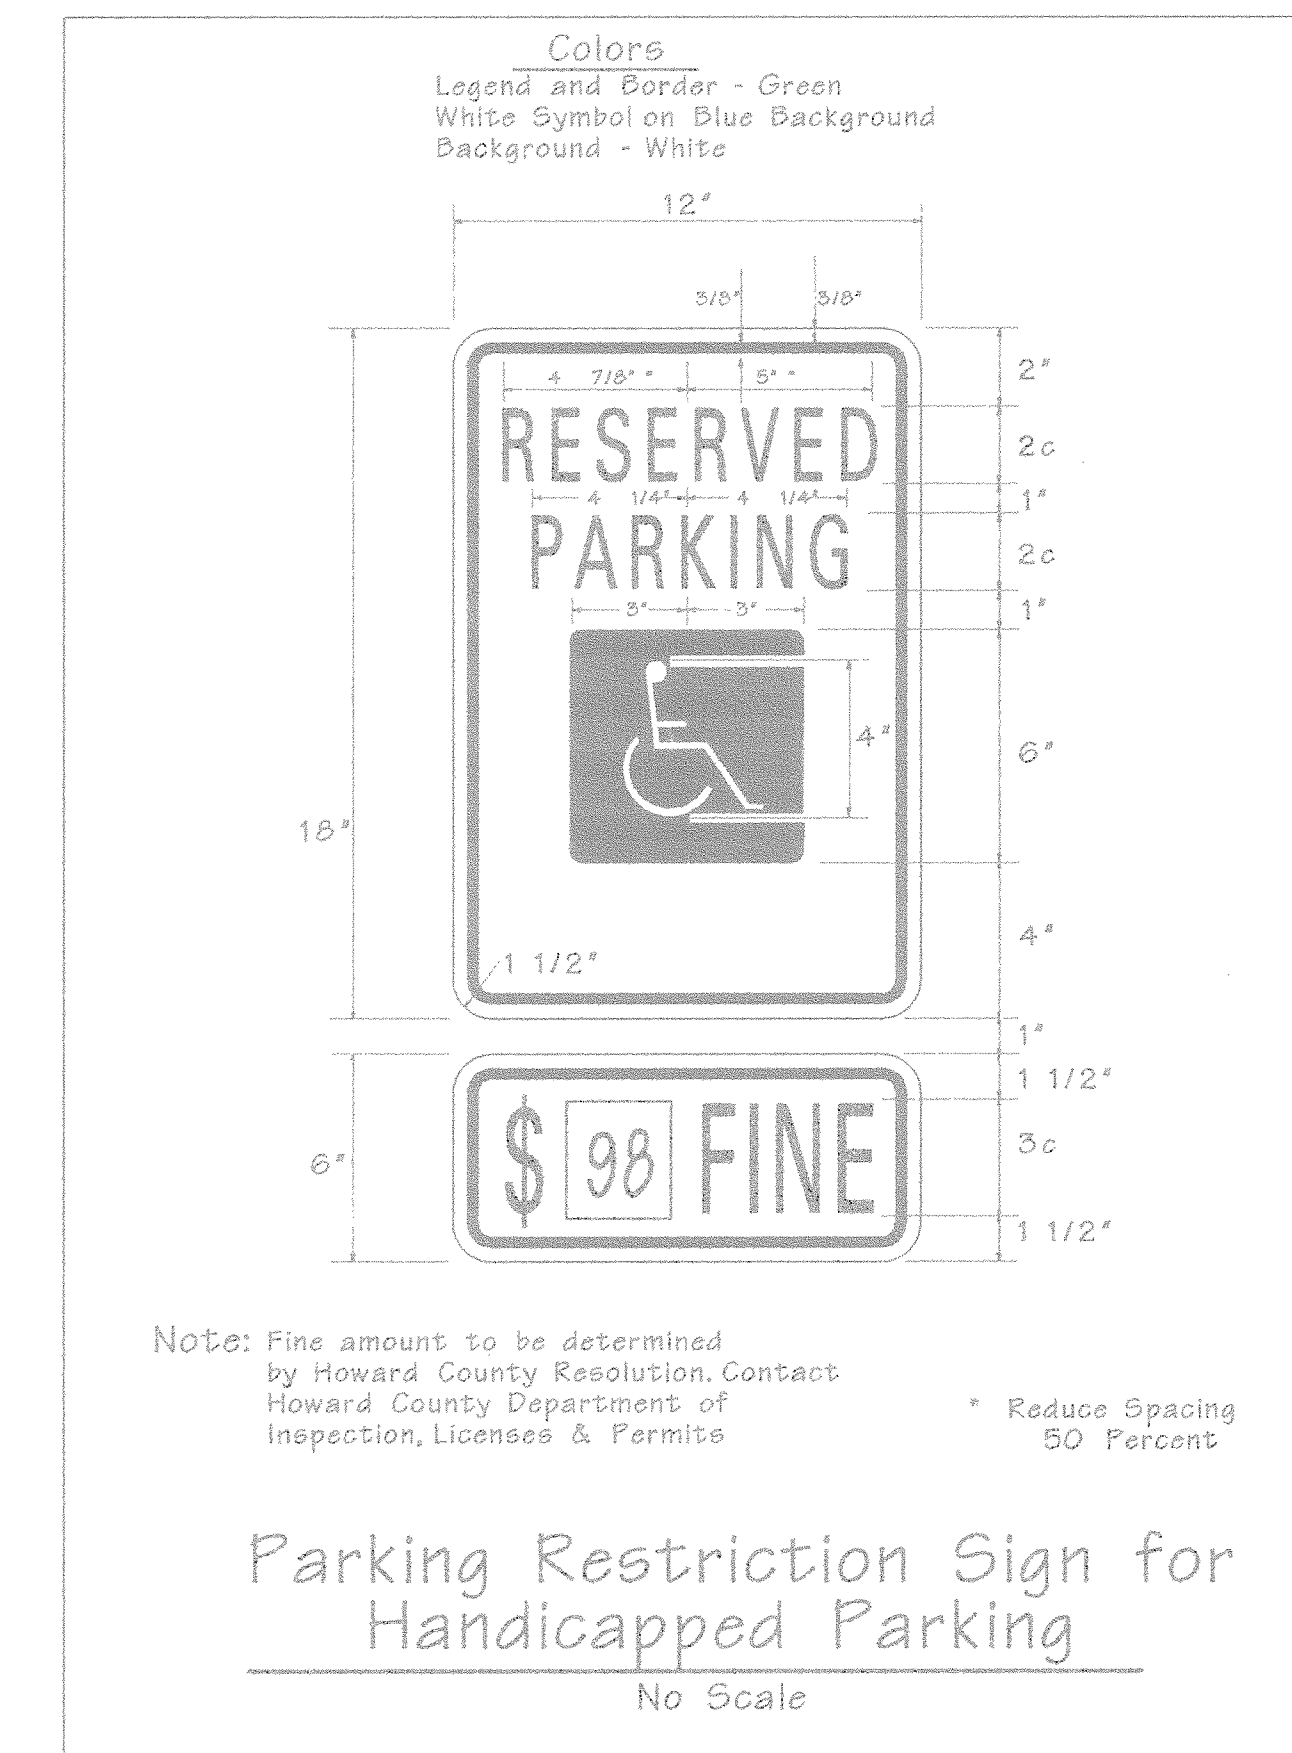 Colors
Legend and Border - Green
White Symbol on Blue Background
Background - White
12"
3/8" 3/8"
2"
4 7/8" * 5" *
RESERVED
2c
4 1/4" 4 1/4"
1"
PARKING
2c
3" 3"
1"
4"
6"
18"
4"
1 1/2"
1"
1 1/2"
$ 98 FINE
3c
6"
1 1/2"
Note: Fine amount to be determined
by Howard County Resolution. Contact
Howard County Department of
Inspection, Licenses & Permits
* Reduce Spacing
50 Percent
Parking Restriction Sign for
Handicapped Parking
No Scale